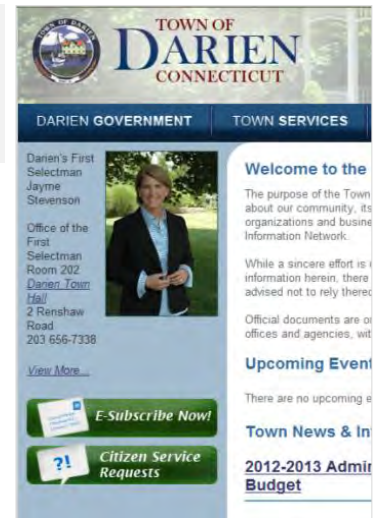 TOWN OF
DARIEN
CONNECTICUT
DARIEN GOVERNMENT
TOWN SERVICES
Darien's First
Selectman
Jayme
Stevenson
Office of the
First
Selectman
Room 202
Darien Town
Hall
2 Renshaw
Road
203 656-7338
View More...
E-Subscribe Now!
?!
Citizen Service
Requests
Welcome to the
The purpose of the Town
about our community, its
organizations and busine
Information Network.
While a sincere effort is
information herein, there
advised not to rely thereo
Official documents are o
offices and agencies, wit
Upcoming Event
There are no upcoming e
Town News & In
2012-2013 Admin
Budget